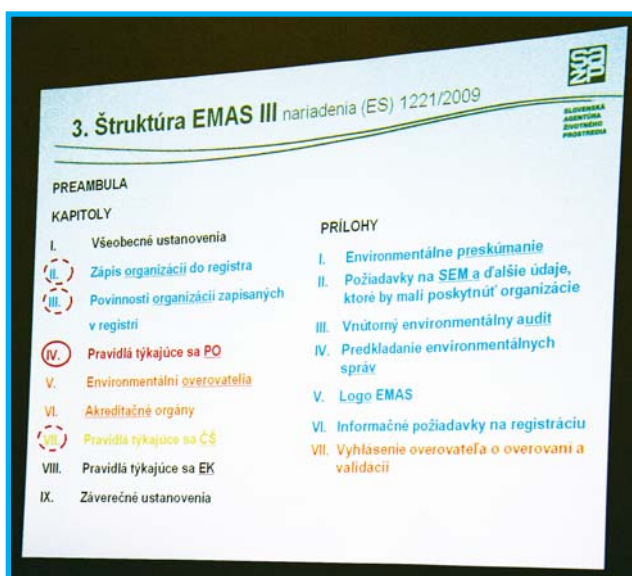 3. Štruktúra EMAS III nariadenia (ES) 1221/2009
SLOVENSKÁ
AGENTÚRA
ŽIVOTNÉHO
PROSTREDIA
PREAMBULA
KAPITOLY
I. Všeobecné ustanovenia
II. Zápis organizácií do registra
III. Povinnosti organizácií zapísaných
v registri
IV. Pravidlá týkajúce sa PO
V. Environmentálni overovatelia
VI. Akreditačné orgány
VII. Pravidlá týkajúce sa ČŠ
VIII. Pravidlá týkajúce sa EK
IX. Záverečné ustanovenia
PRÍLOHY
I. Environmentálne preskúmanie
II. Požiadavky na SEM a ďalšie údaje,
ktoré by mali poskytnúť organizácie
III. Vnútorný environmentálny audit
IV. Predkladanie environmentálnych
správ
V. Logo EMAS
VI. Informačné požiadavky na registráciu
VII. Vyhlásenie overovateľa o overovaní a
validácii